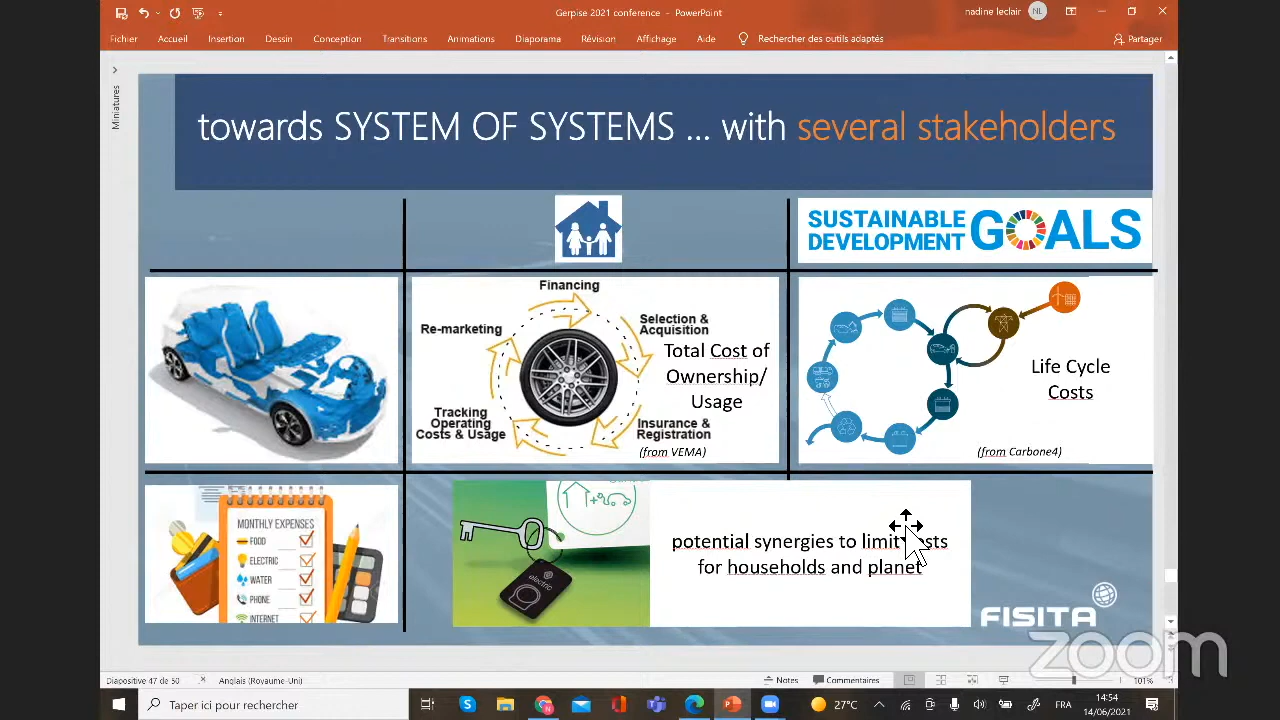 Gerpise 2021 conference - PowerPoint
nadine leclair
NL
Fichier Accueil Insertion Dessin Conception Transitions Animations Diaporama Révision Affichage Aide Rechercher des outils adaptés Partager
Miniatures
towards SYSTEM OF SYSTEMS ... with several stakeholders
SUSTAINABLE DEVELOPMENT GOALS
Financing
Re-marketing
Selection &
Acquisition
Total Cost of
Ownership/
Usage
Tracking
Operating
Costs & Usage
Insurance &
Registration
(from VEMA)
Life Cycle
Costs
(from Carbone4)
MONTHLY EXPENSES
FOOD
ELECTRIC
WATER
PHONE
INTERNET
electric
potential synergies to limit costs
for households and planet
FISITA
zoom
Diapositive 47 de 50 Anglais (Royaume-Uni) Notes Commentaires 101%
Taper ici pour rechercher
27°C
FRA
14:54
14/06/2021